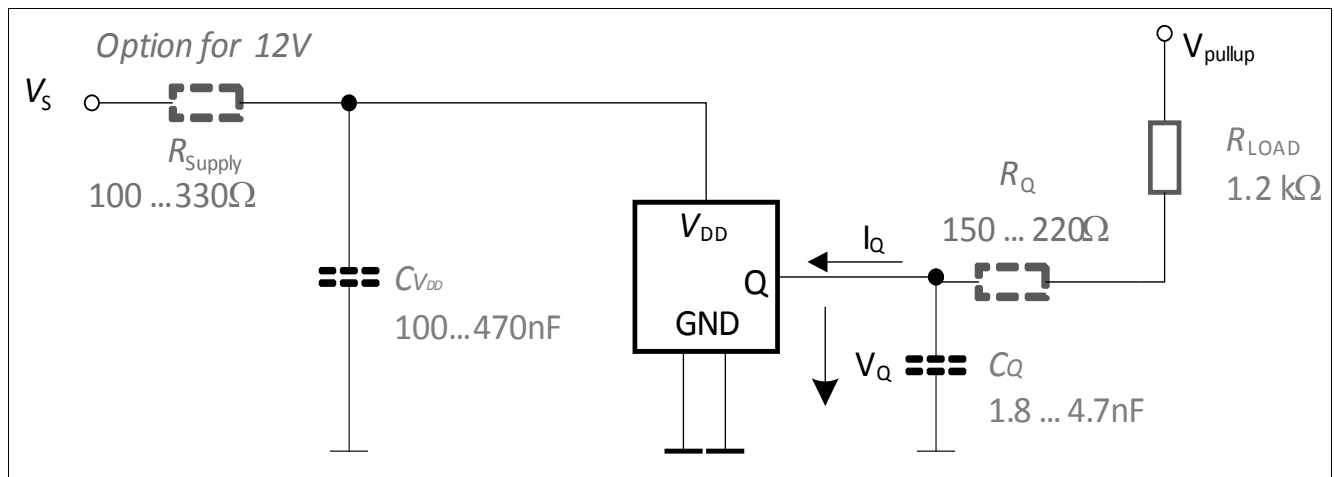 Option for 12V
V_S
R_Supply
100 ...330Ω
C_VDD
100...470nF
V_DD
Q
GND
I_Q
V_Q
C_Q
1.8 ... 4.7nF
R_Q
150 ... 220Ω
V_pullup
R_LOAD
1.2 kΩ